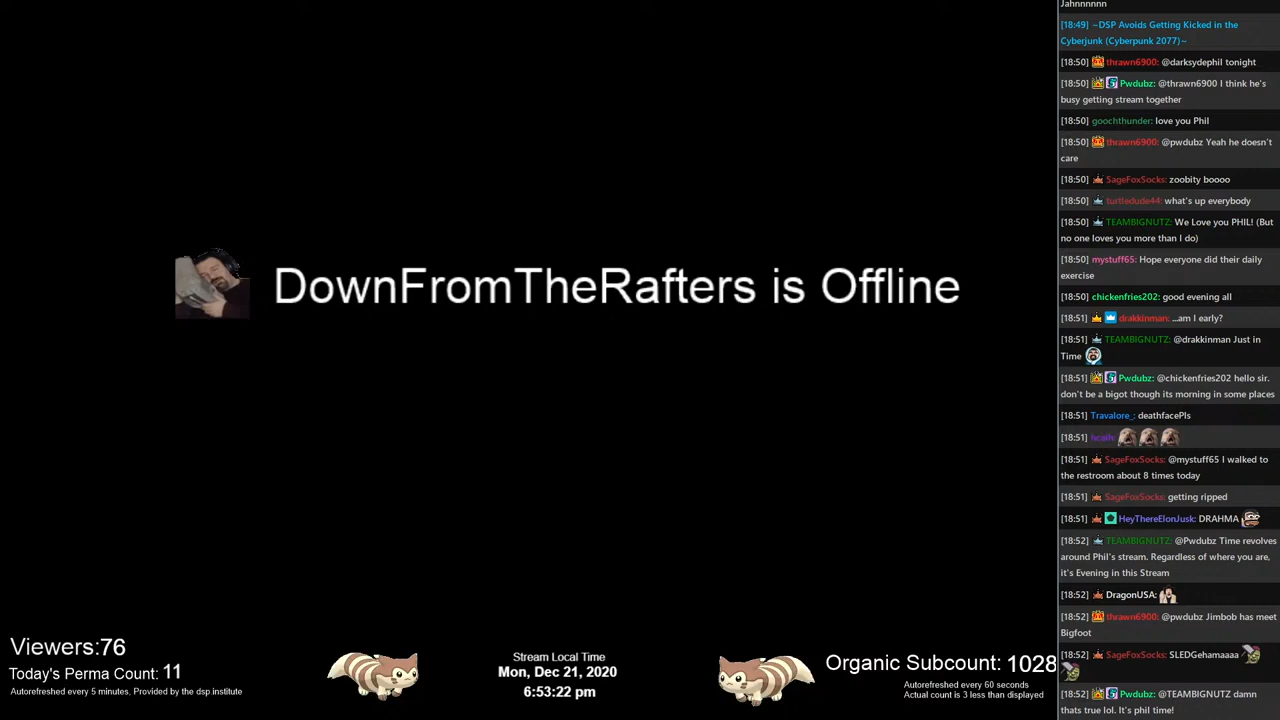 DownFromTheRafters is Offline
Viewers:76
Today's Perma Count: 11
Autorefreshed every 5 minutes, Provided by the dsp.institute
Stream Local Time
Mon, Dec 21, 2020
6:53:22 pm
Organic Subcount: 1028
Autorefreshed every 60 seconds
Actual count is 3 less than displayed
Jahnnnnnn
[18:49] ~DSP Avoids Getting Kicked in the
Cyberjunk (Cyberpunk 2077)~
[18:50] thrawn6900: @darksydephil tonight
[18:50] Pwdubz: @thrawn6900 I think he's
busy getting stream together
[18:50] goochthunder: love you Phil
[18:50] thrawn6900: @pwdubz Yeah he doesn't
care
[18:50] SageFoxSocks: zoobity boooo
[18:50] turtledude44: what's up everybody
[18:50] TEAMBIGNUTZ: We Love you PHIL! (But
no one loves you more than I do)
[18:50] mystuff65: Hope everyone did their daily
exercise
[18:50] chickenfries202: good evening all
[18:51] drakkinman: ...am I early?
[18:51] TEAMBIGNUTZ: @drakkinman Just in
Time
[18:51] Pwdubz: @chickenfries202 hello sir.
don't be a bigot though its morning in some places
[18:51] Travalore_: deathfacePls
[18:51]
[18:51] SageFoxSocks: @mystuff65 I walked to
the restroom about 8 times today
[18:51] SageFoxSocks: getting ripped
[18:51] HeyThereElonJusk: DRAHMA
[18:52] TEAMBIGNUTZ: @Pwdubz Time revolves
around Phil's stream. Regardless of where you are,
it's Evening in this Stream
[18:52] DragonUSA:
[18:52] thrawn6900: @pwdubz Jimbob has meet
Bigfoot
[18:52] SageFoxSocks: SLEDGehamaaaa
[18:52] Pwdubz: @TEAMBIGNUTZ damn
thats true lol. It's phil time!